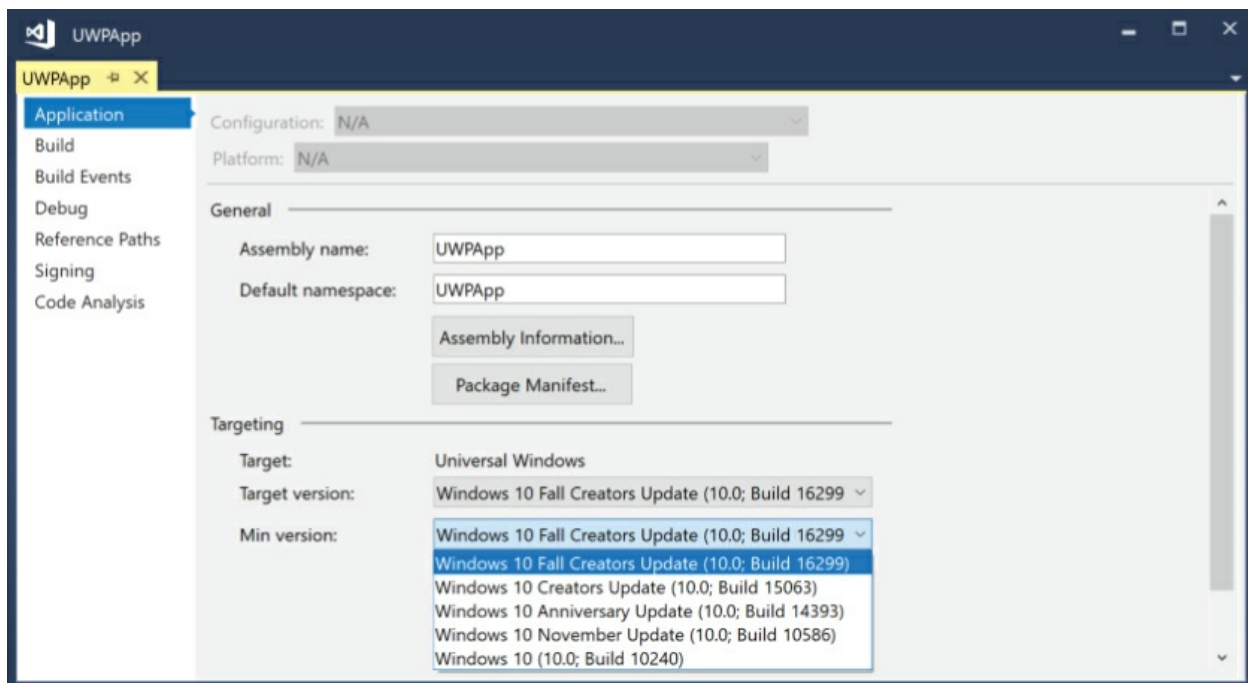 UWPApp
UWPApp
Application
Build
Build Events
Debug
Reference Paths
Signing
Code Analysis
Configuration: N/A
Platform: N/A
General
Assembly name: UWPApp
Default namespace: UWPApp
Assembly Information...
Package Manifest...
Targeting
Target: Universal Windows
Target version: Windows 10 Fall Creators Update (10.0; Build 16299
Min version: Windows 10 Fall Creators Update (10.0; Build 16299
Windows 10 Fall Creators Update (10.0; Build 16299)
Windows 10 Creators Update (10.0; Build 15063)
Windows 10 Anniversary Update (10.0; Build 14393)
Windows 10 November Update (10.0; Build 10586)
Windows 10 (10.0; Build 10240)